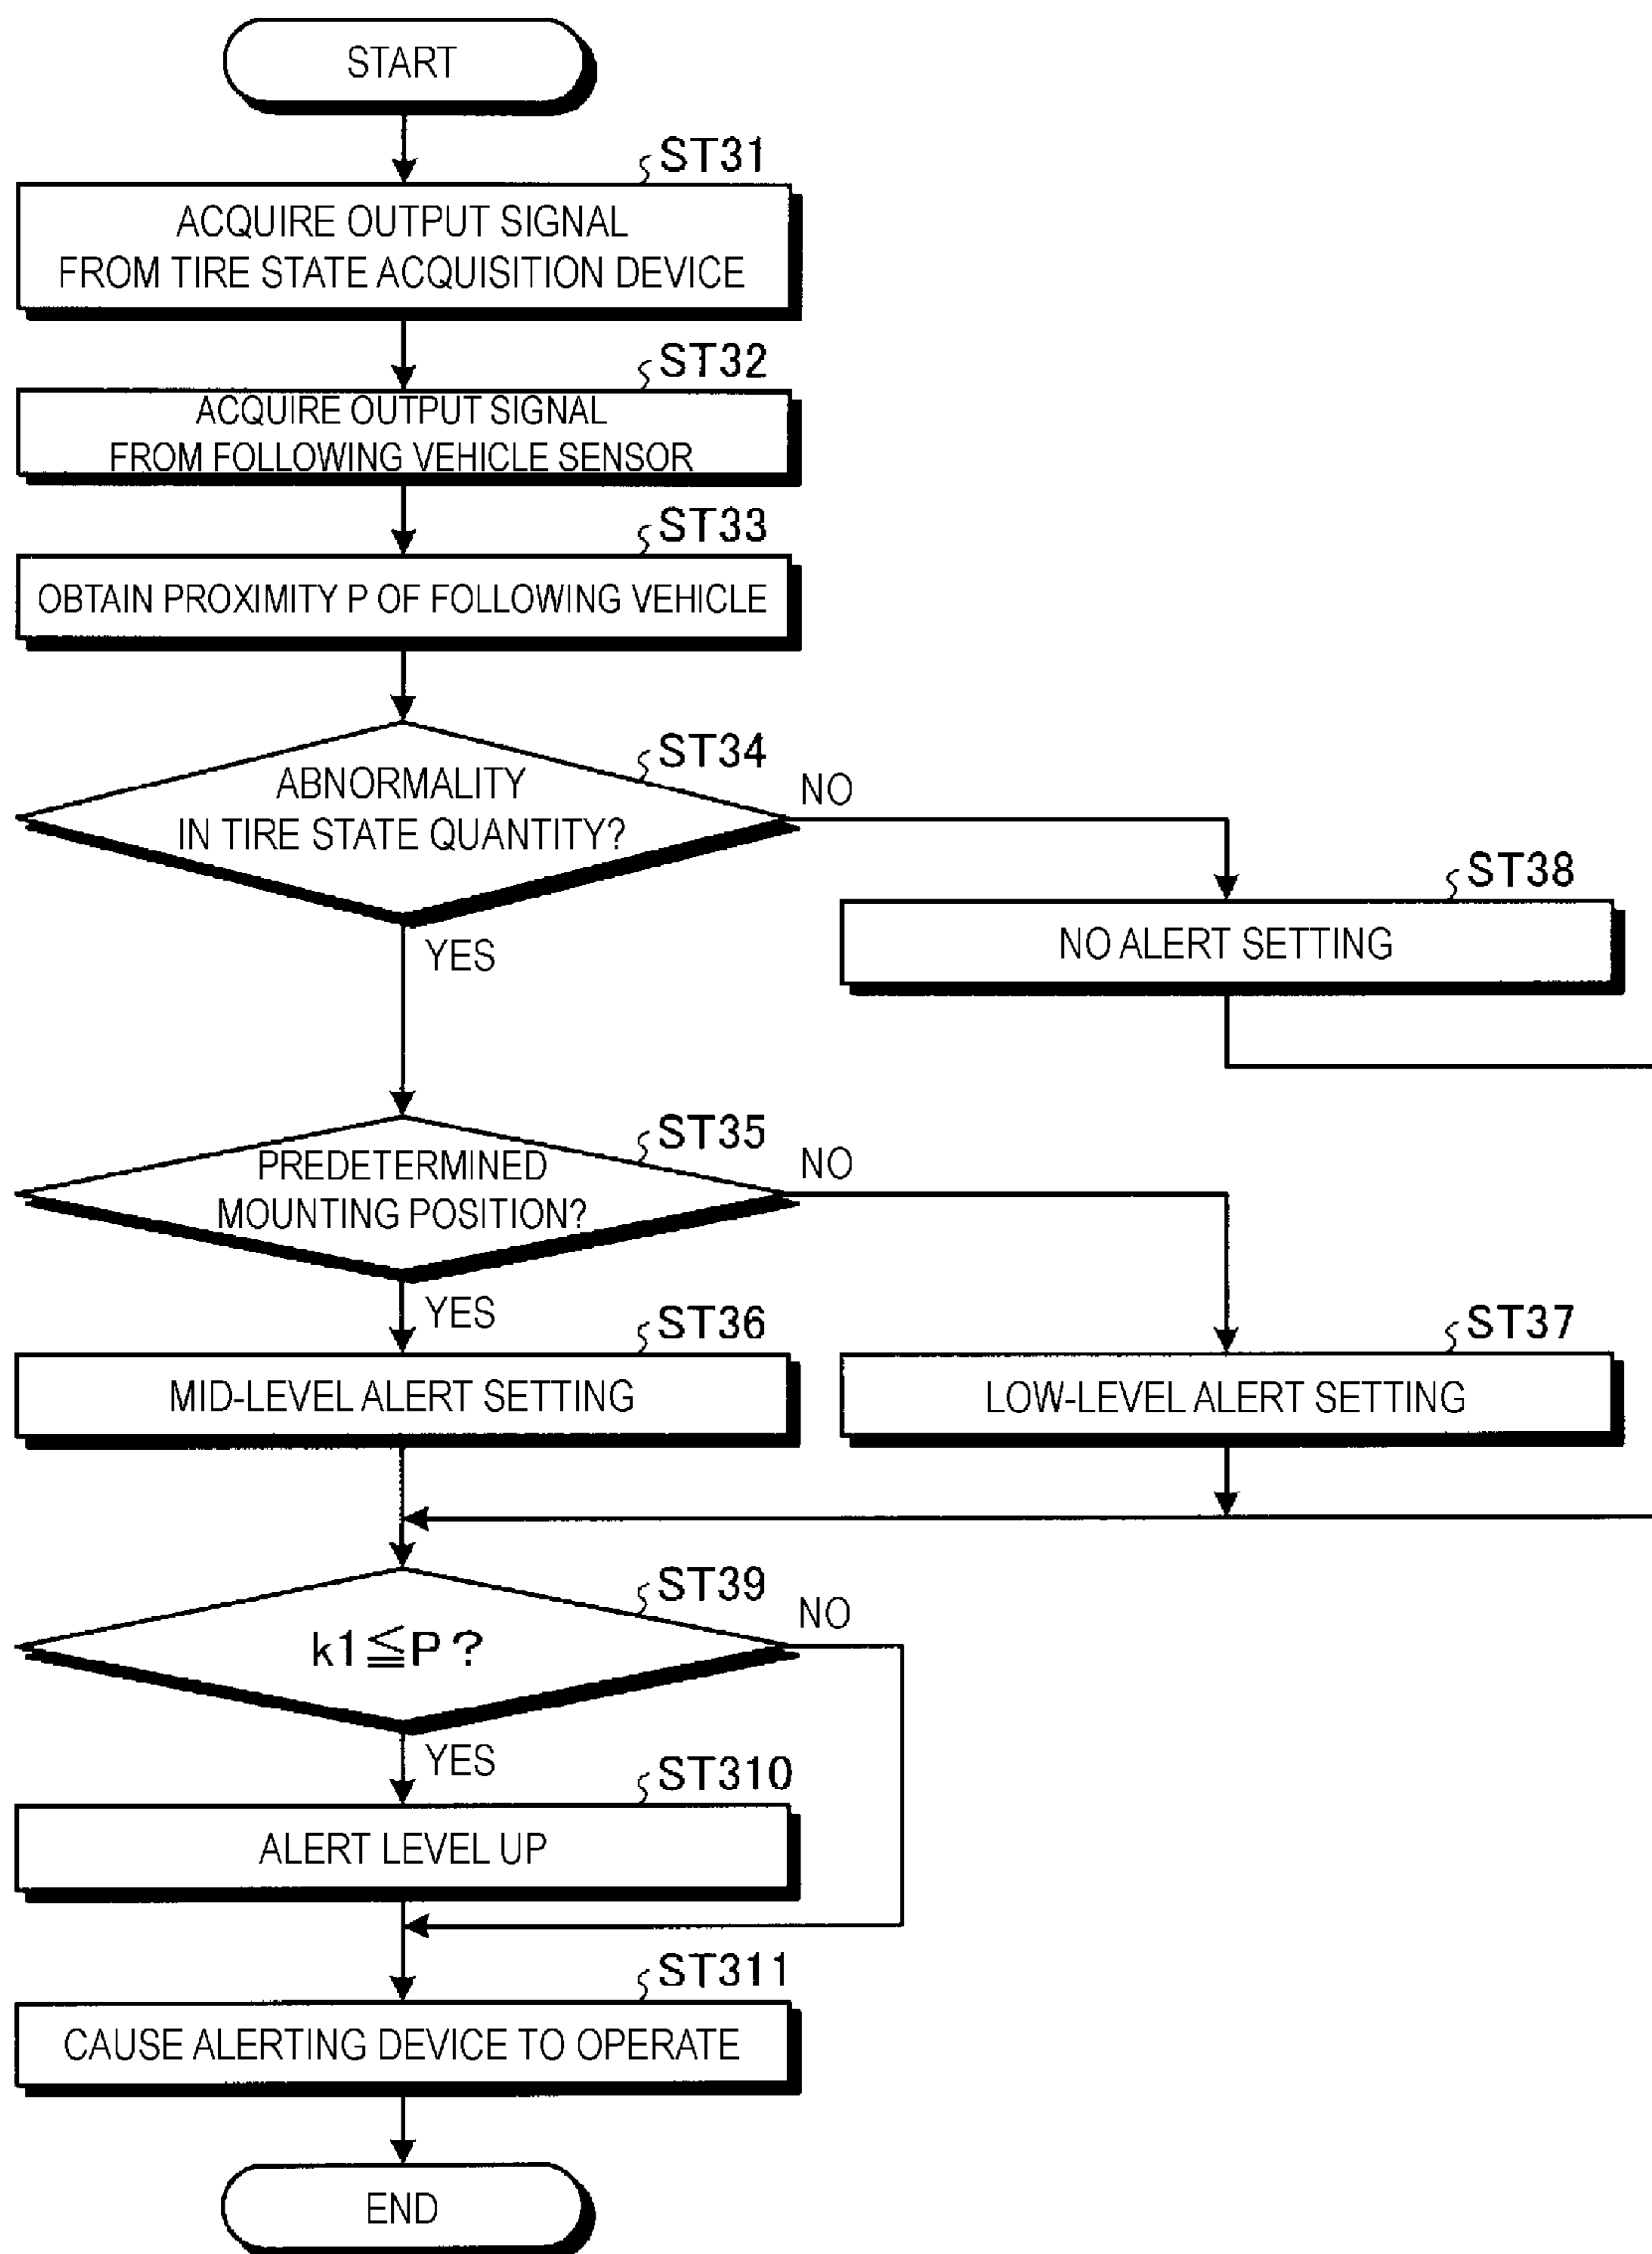 START
ST31
ACQUIRE OUTPUT SIGNAL
FROM TIRE STATE ACQUISITION DEVICE
ST32
ACQUIRE OUTPUT SIGNAL
FROM FOLLOWING VEHICLE SENSOR
ST33
OBTAIN PROXIMITY P OF FOLLOWING VEHICLE
ST34
ABNORMALITY
IN TIRE STATE QUANTITY?
NO
YES
ST38
NO ALERT SETTING
ST35
PREDETERMINED
MOUNTING POSITION?
NO
YES
ST36
MID-LEVEL ALERT SETTING
ST37
LOW-LEVEL ALERT SETTING
ST39
k1≦P?
NO
YES
ST310
ALERT LEVEL UP
ST311
CAUSE ALERTING DEVICE TO OPERATE
END